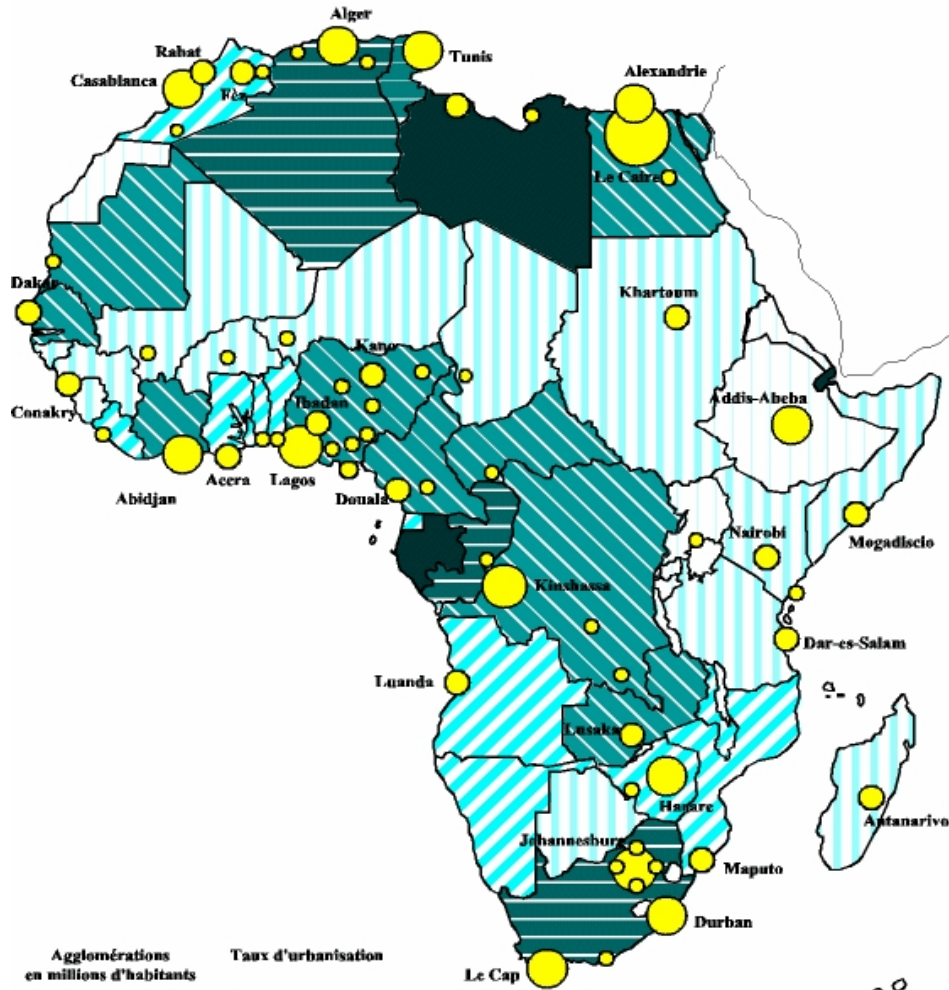 Alger
Rabat
Tunis
Casablanca
Fèz
Alexandrie
Le Caire
Dakar
Khartoum
Kano
Ibadan
Conakry
Addis-Abeba
Abidjan
Accra
Lagos
Douala
Nairobi
Mogadiscio
Kinshassa
Dar-es-Salam
Luanda
Lusaka
Harare
Antanarivo
Johannesburg
Maputo
Durban
Le Cap
Agglomérations
en millions d'habitants
Taux d'urbanisation